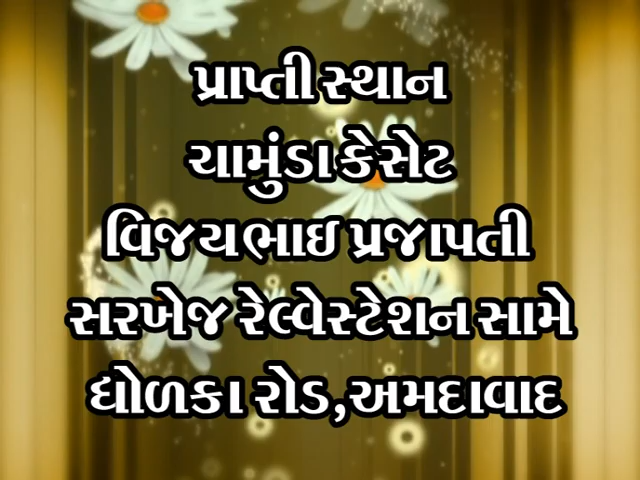 પ્રાપ્તી સ્થાન
ચામુંડા કેસેટ
વિજયભાઇ પ્રજાપતી
સરખેજ રેલ્વેસ્ટેશન સામે
ધોળકા રોડ,અમદાવાદ